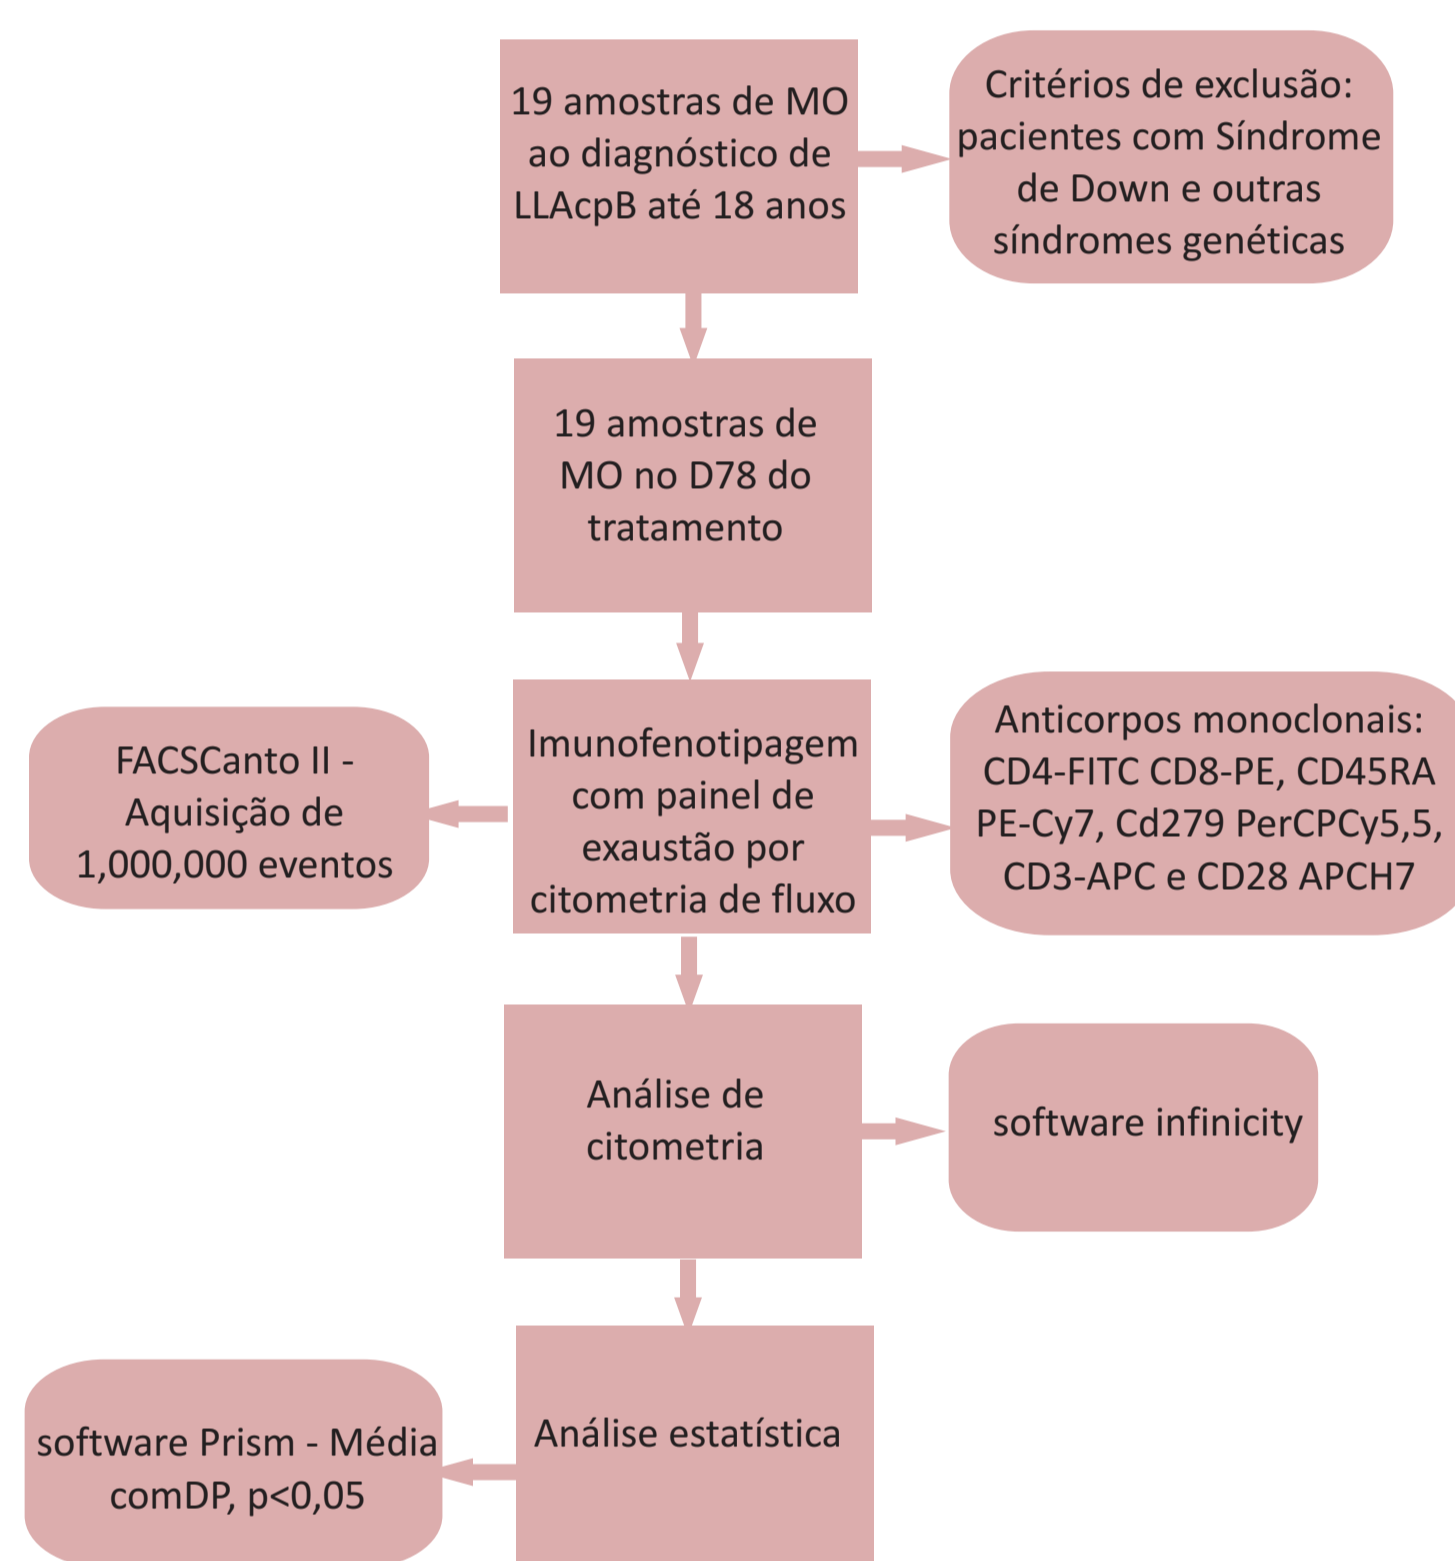 19 amostras de MO
ao diagnóstico de
LLAcpB até 18 anos
Critérios de exclusão:
pacientes com Síndrome
de Down e outras
síndromes genéticas
19 amostras de
MO no D78 do
tratamento
FACSCanto II -
Aquisição de
1,000,000 eventos
Imunofenotipagem
com painel de
exaustão por
citometria de fluxo
Anticorpos monoclonais:
CD4-FITC CD8-PE, CD45RA
PE-Cy7, Cd279 PerCPCy5,5,
CD3-APC e CD28 APCH7
Análise de
citometria
software infinicity
Análise estatística
software Prism - Média
comDP, p<0,05